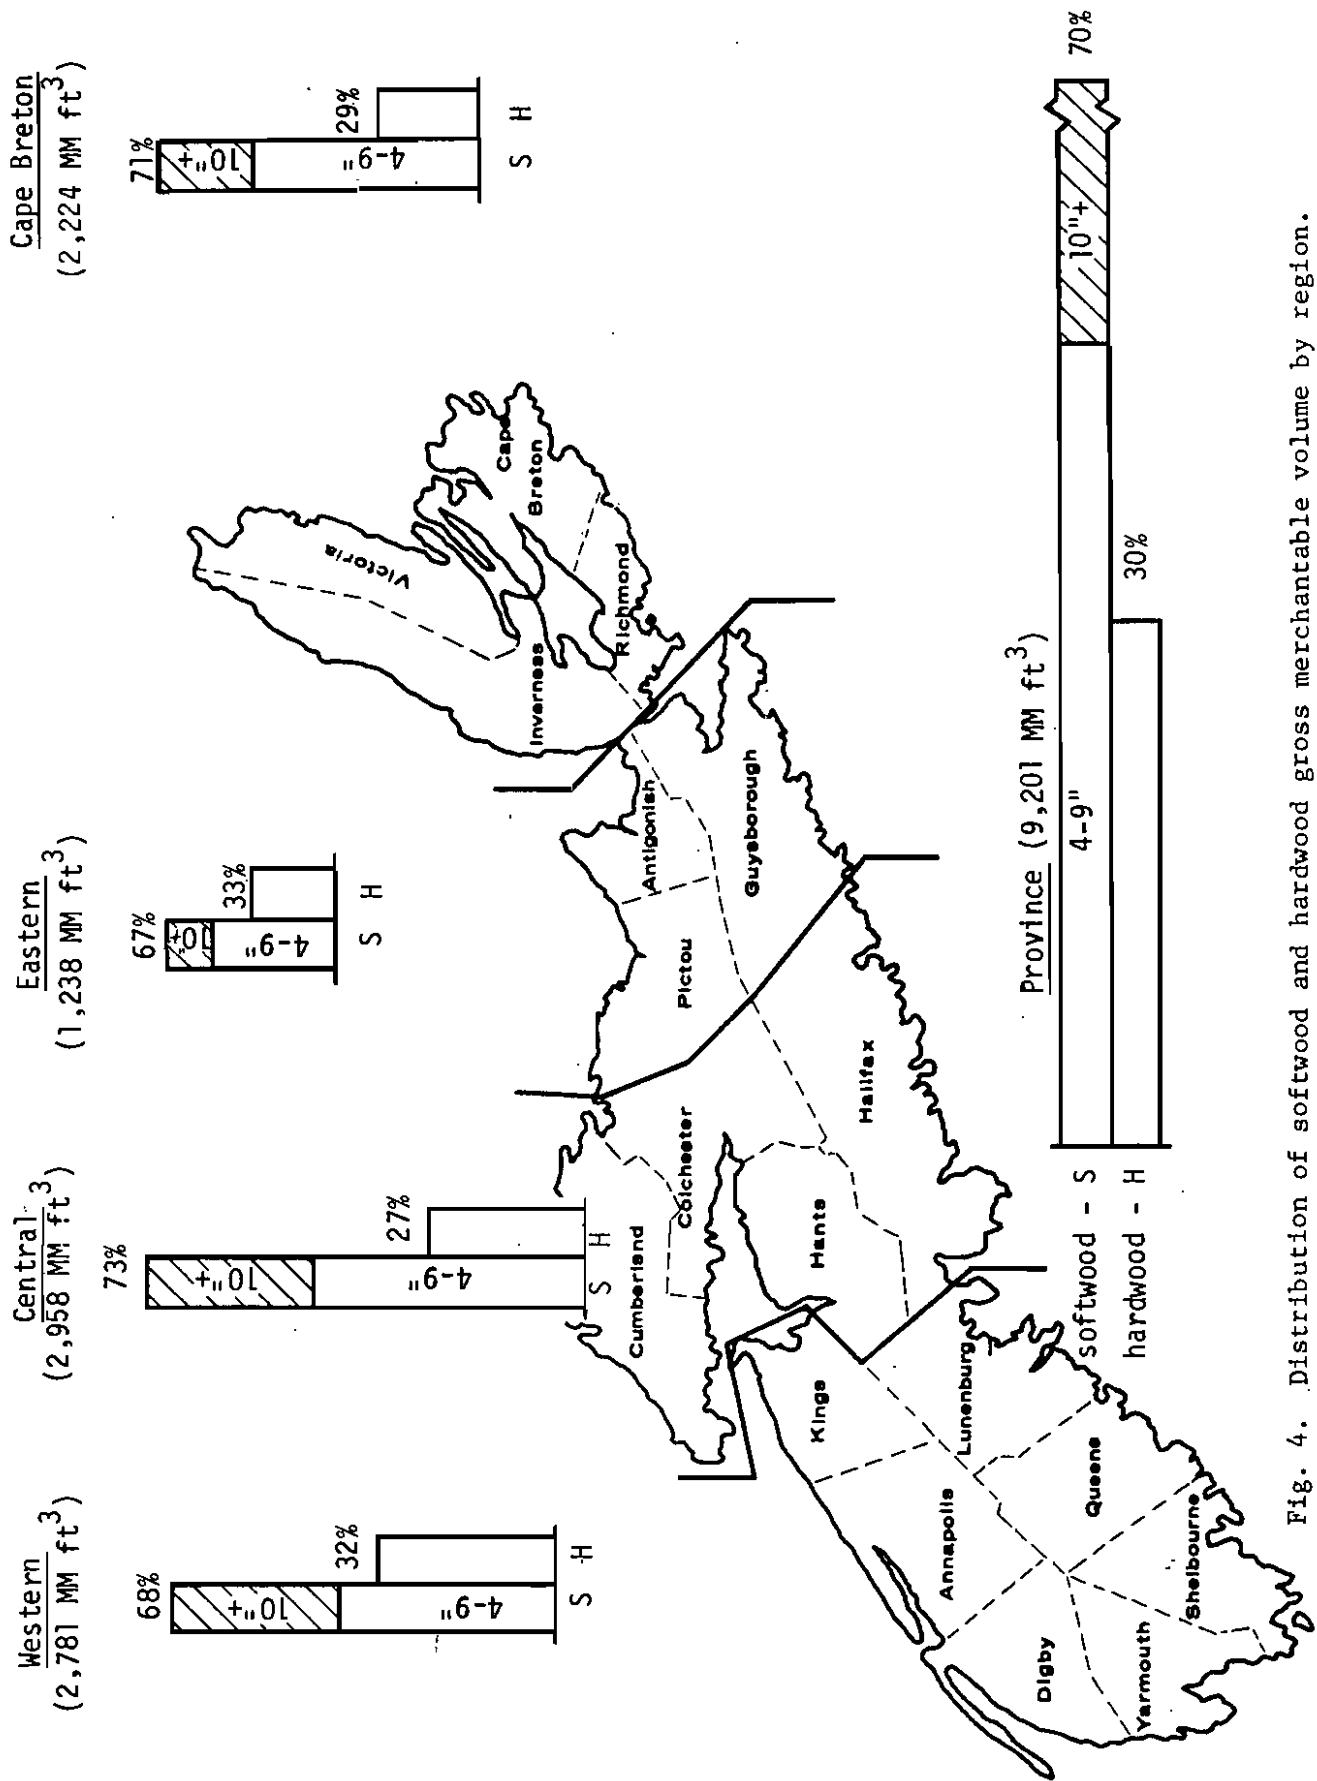 Western
(2,781 MM ft3)
68%
32%
10"+
4-9"
S H
Central
(2,958 MM ft3)
73%
27%
10"+
4-9"
S H
Eastern
(1,238 MM ft3)
67%
33%
10+
4-9"
S H
Cape Breton
(2,224 MM ft3)
71%
29%
10"+
4-9"
S H
Victoria
Inverness
Cape
Breton
Richmond
Antigonish
Guysborough
Pictou
Colchester
Cumberland
Halifax
Hants
Kings
Lunenburg
Annapolis
Queens
Digby
Shelbourne
Yarmouth
Province (9,201 MM ft3)
4-9"
10"+
70%
30%
softwood - S
hardwood - H
Fig. 4. Distribution of softwood and hardwood gross merchantable volume by region.